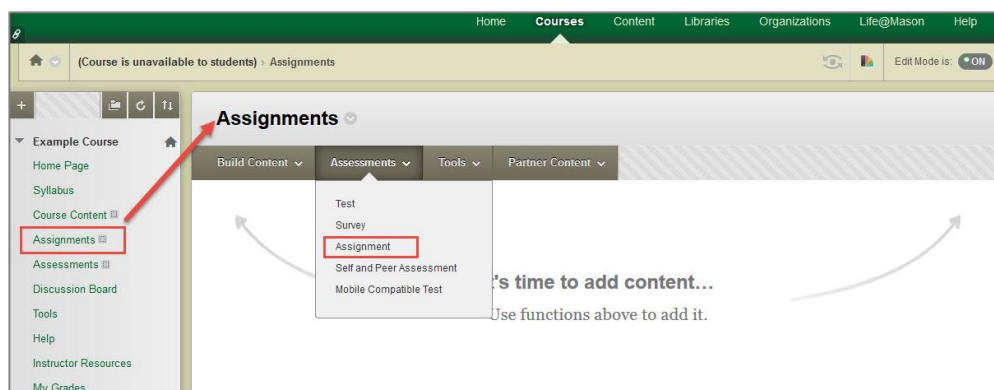 Home Courses Content Libraries Organizations Life@Mason Help
(Course is unavailable to students) › Assignments
Edit Mode is: ON
Example Course
Home Page
Syllabus
Course Content
Assignments
Assessments
Discussion Board
Tools
Help
Instructor Resources
My Grades
Assignments
Build Content Assessments Tools Partner Content
Test
Survey
Assignment
Self and Peer Assessment
Mobile Compatible Test
's time to add content...
Use functions above to add it.